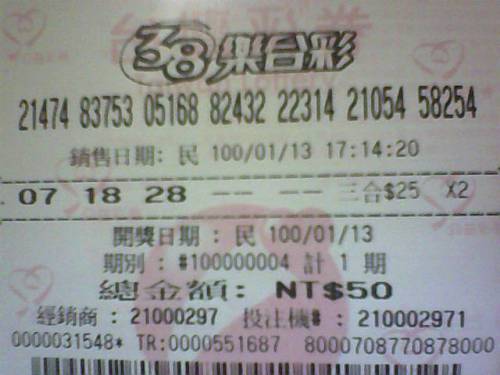 38樂合彩
21474 83753 05168 82432 22314 21054 58254
銷售日期: 民 100/01/13 17:14:20
07 18 28 -- -- 三合$25 X2
開獎日期 : 民 100/01/13
期別 : #100000004 計 1 期
總金額: NT$50
經銷商 : 21000297 投注機# : 210002971
0000031548* TR:0000551687 8000708770878000